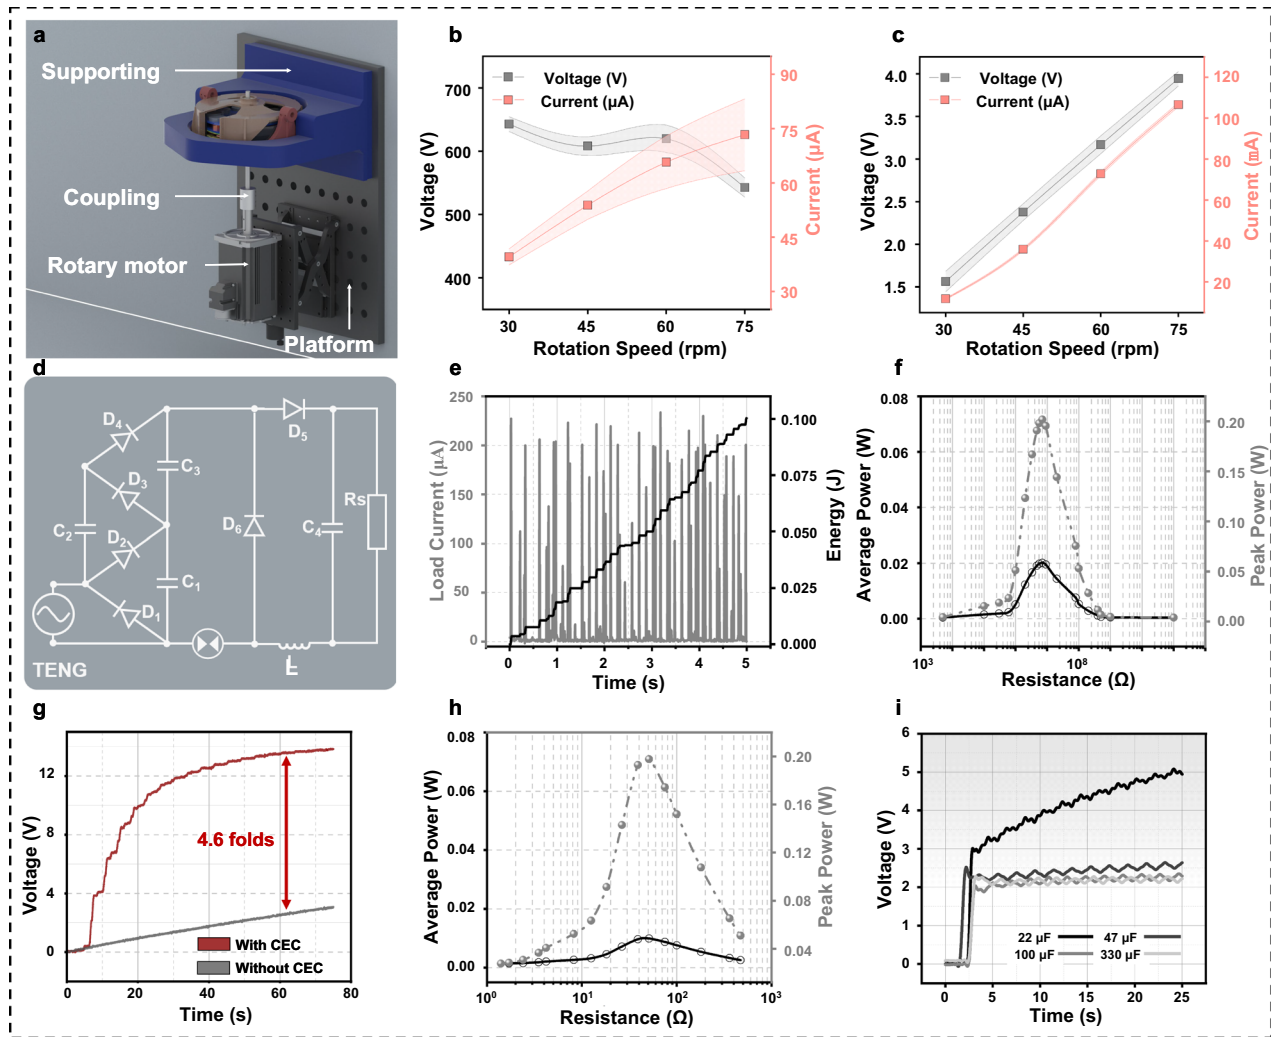 a
Supporting
Coupling
Rotary motor
Platform
b
Voltage (V)
Current (μA)
700
600
500
400
90
75
60
45
30
Voltage (V)
Current (μA)
30 45 60 75
Rotation Speed (rpm)
c
Voltage (V)
Current (μA)
4.0
3.5
3.0
2.5
2.0
1.5
120
100
80
60
40
20
Voltage (V)
Current (mA)
30 45 60 75
Rotation Speed (rpm)
d
D4
D3
D2
D1
C3
C2
C1
D5
D6
C4
Rs
L
TENG
e
250
200
150
100
50
0
Load Current (μA)
0.100
0.075
0.050
0.025
0.000
Energy (J)
0 1 2 3 4 5
Time (s)
f
0.08
0.06
0.04
0.02
0.00
Average Power (W)
0.20
0.15
0.10
0.05
0.00
Peak Power (W)
10³ 10⁸
Resistance (Ω)
g
12
8
4
0
Voltage (V)
4.6 folds
With CEC
Without CEC
0 20 40 60 80
Time (s)
h
0.08
0.06
0.04
0.02
0.00
Average Power (W)
0.20
0.16
0.12
0.08
0.04
Peak Power (W)
10⁰ 10¹ 10² 10³
Resistance (Ω)
i
6
5
4
3
2
1
0
Voltage (V)
22 μF 47 μF
100 μF 330 μF
0 5 10 15 20 25
Time (s)